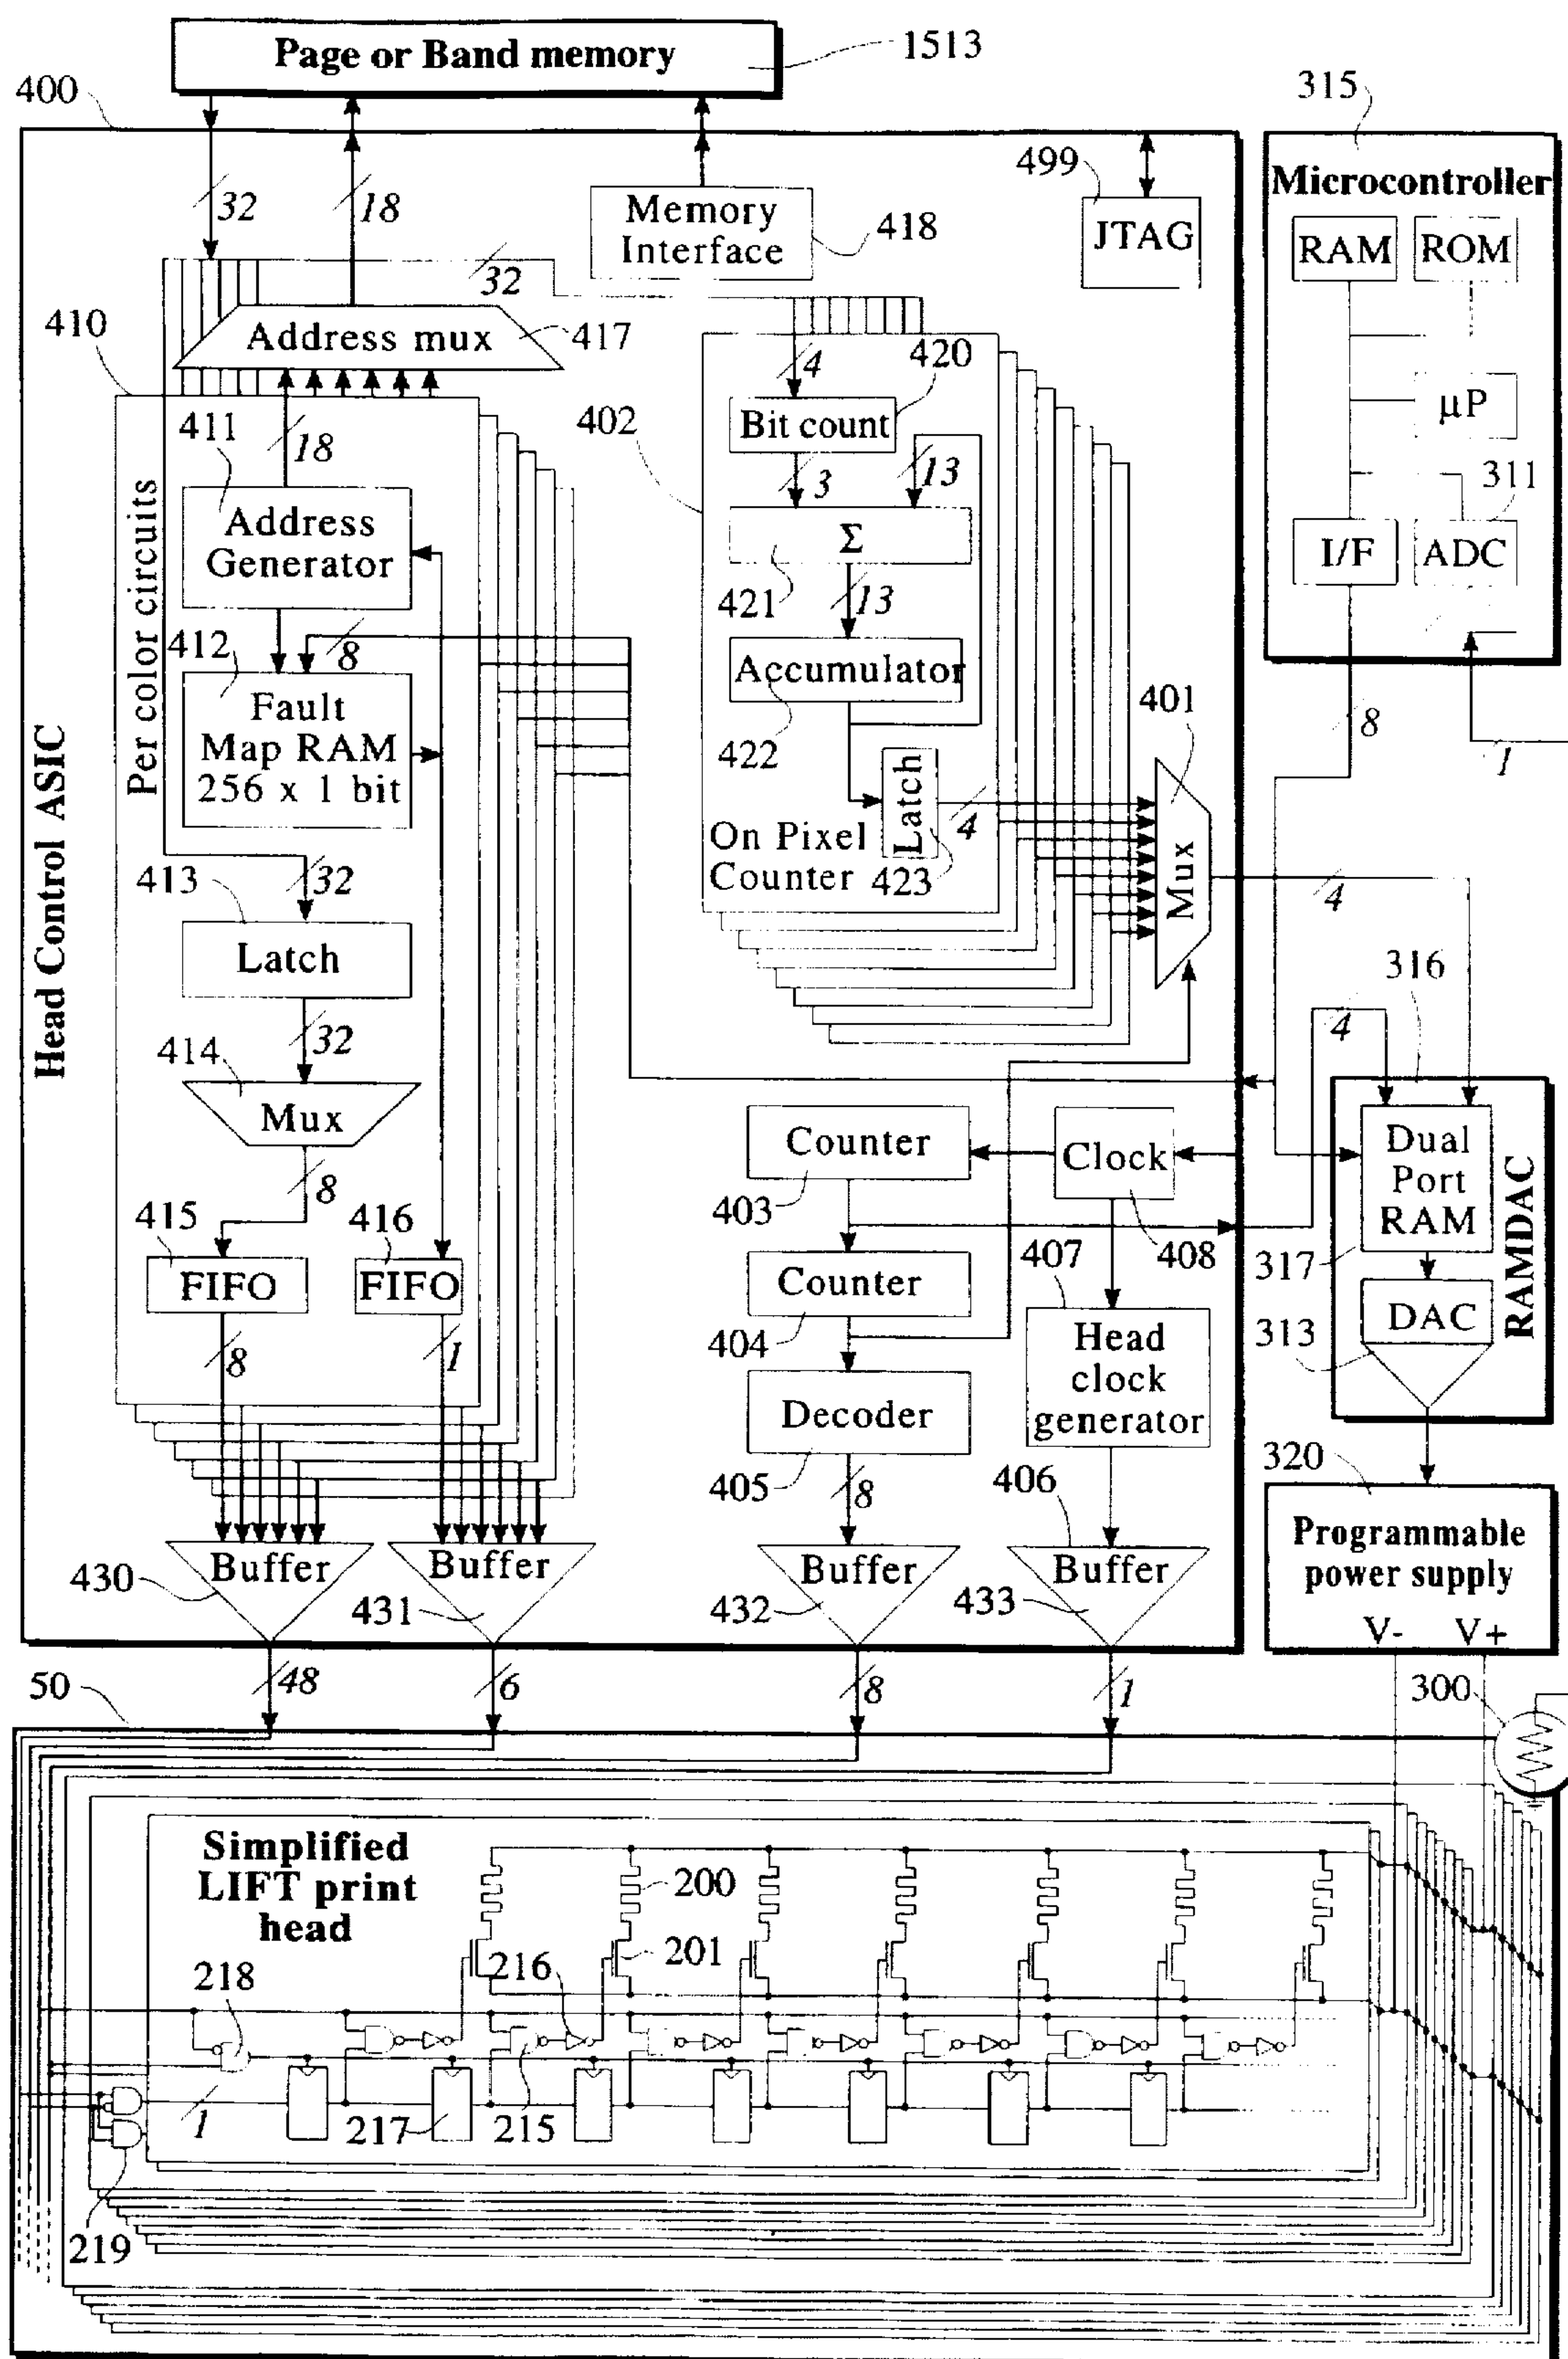 Page or Band memory
1513
400
315
499
Microcontroller
32
18
Memory
Interface
418
JTAG
RAM
ROM
32
410
Address mux
417
420
4
µP
411
18
402
Bit count
13
3
311
Address
Generator
Σ
I/F
ADC
421
13
Per color circuits
412
8
Accumulator
Fault
Map RAM
256 x 1 bit
401
8
422
1
Latch
4
Head Control ASIC
On Pixel
Counter
423
Mux
413
32
4
Latch
316
32
4
414
Mux
Counter
Clock
Dual
Port
RAM
8
403
RAMDAC
415
416
407
408
317
FIFO
FIFO
Counter
DAC
404
Head
clock
generator
313
8
1
Decoder
320
405
8
406
Programmable
power supply
Buffer
Buffer
Buffer
Buffer
430
431
432
433
V-
V+
48
6
8
1
50
300
Simplified
LIFT print
head
200
201
216
218
1
217
215
219